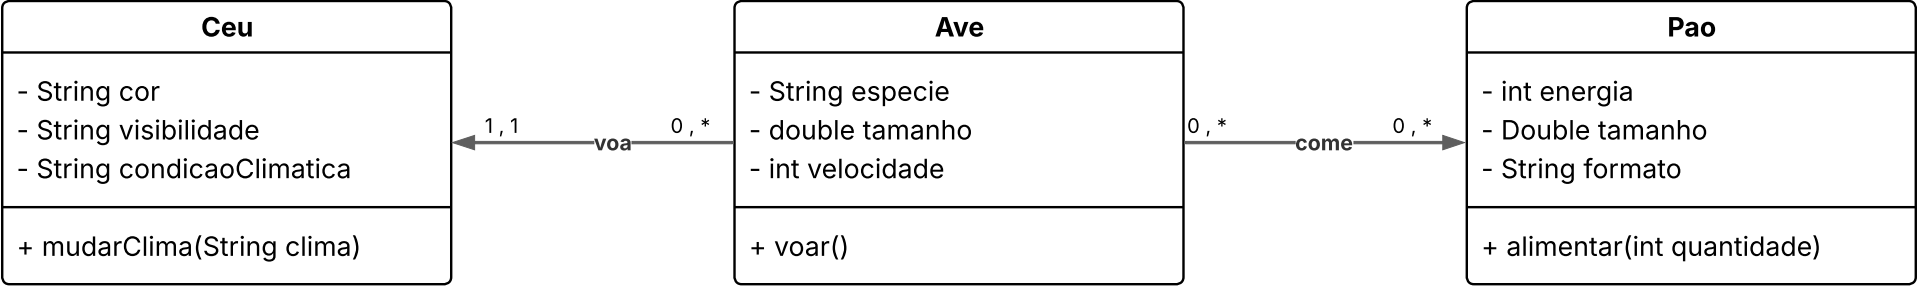 Ceu
- String cor
- String visibilidade
- String condicaoClimatica
+ mudarClima(String clima)
1 , 1
voa
0 , *
Ave
- String especie
- double tamanho
- int velocidade
+ voar()
0 , *
come
0 , *
Pao
- int energia
- Double tamanho
- String formato
+ alimentar(int quantidade)